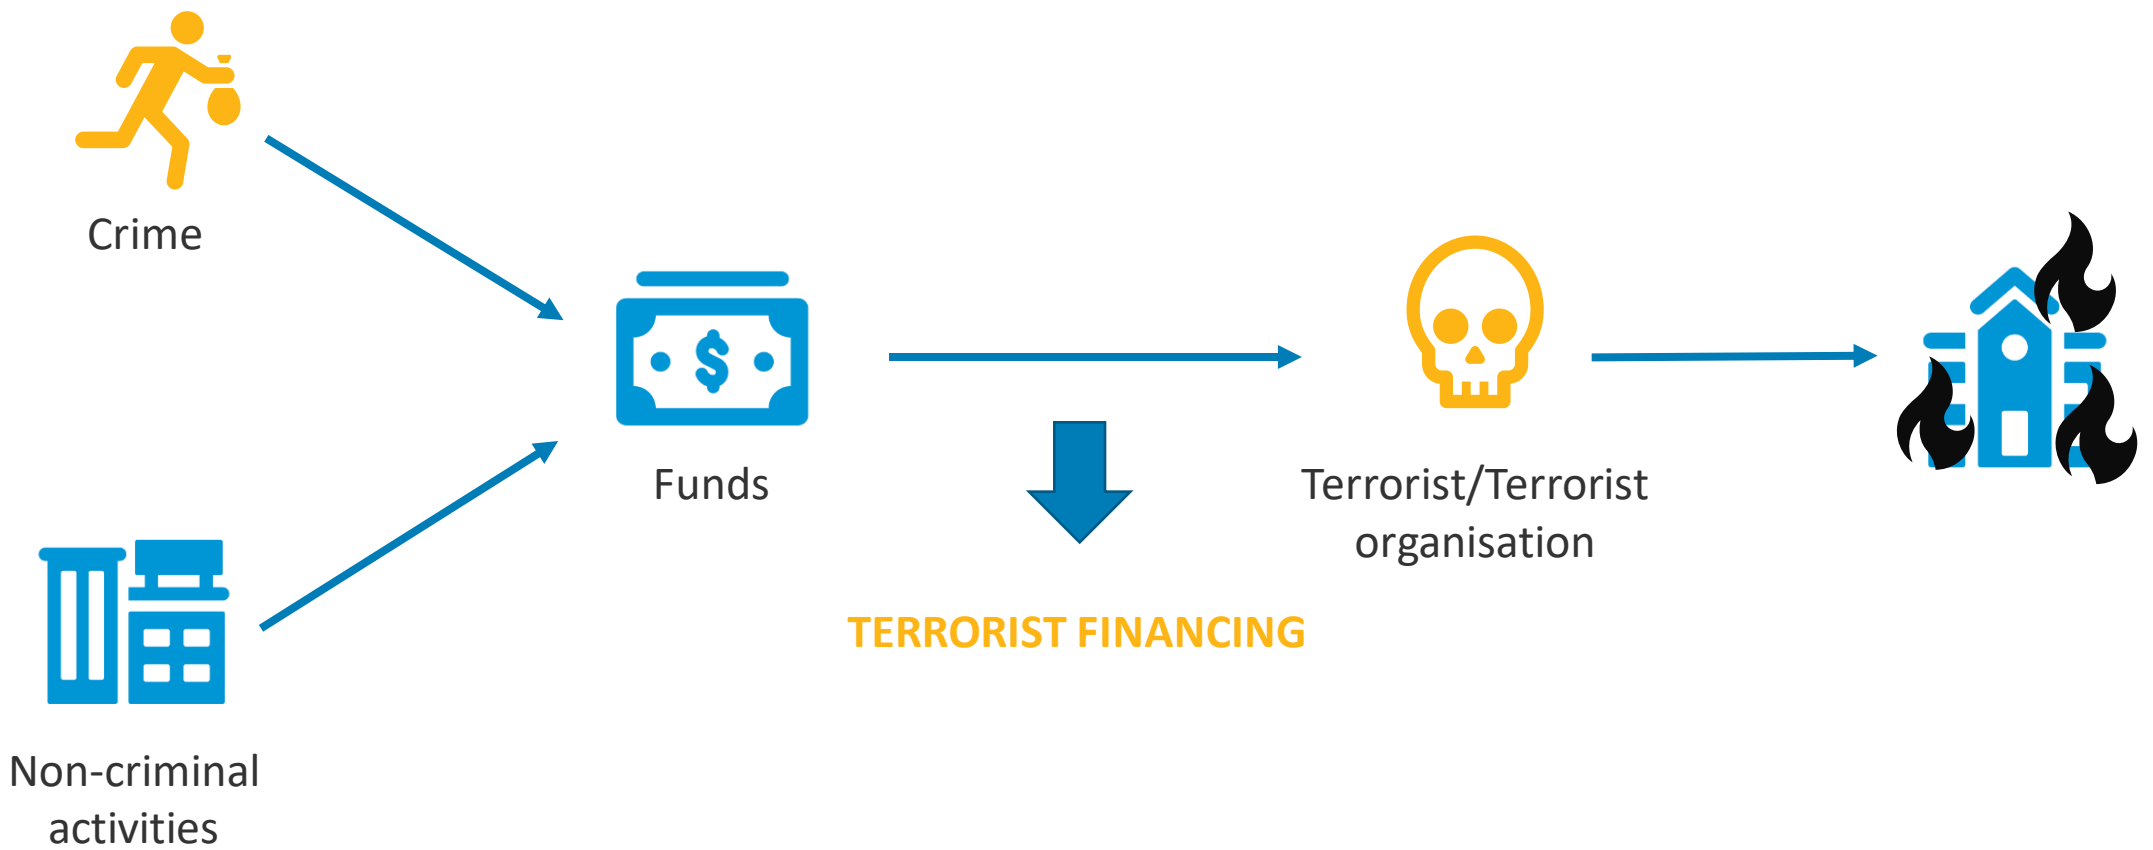 Crime
Funds
Terrorist/Terrorist
organisation
TERRORIST FINANCING
Non-criminal
activities